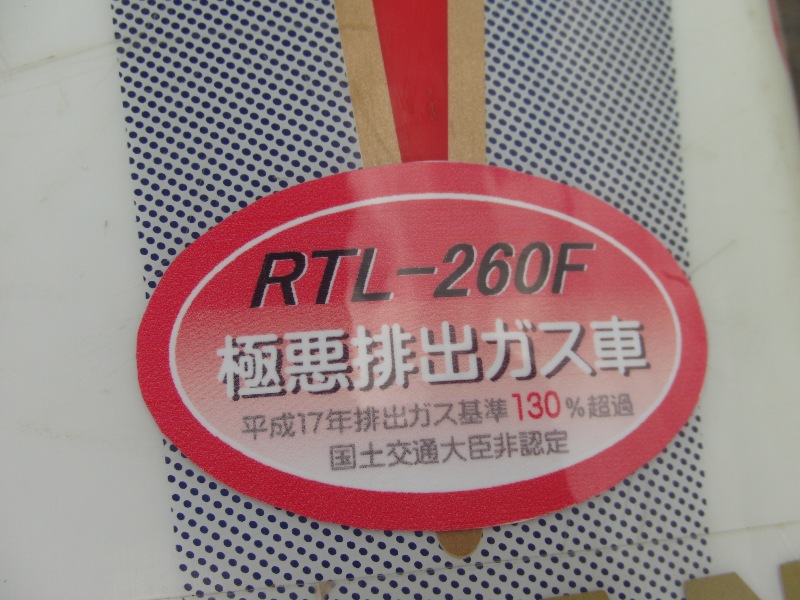 RTL-260F
極悪排出ガス車
平成17年排出ガス基準130%超過
国土交通大臣非認定